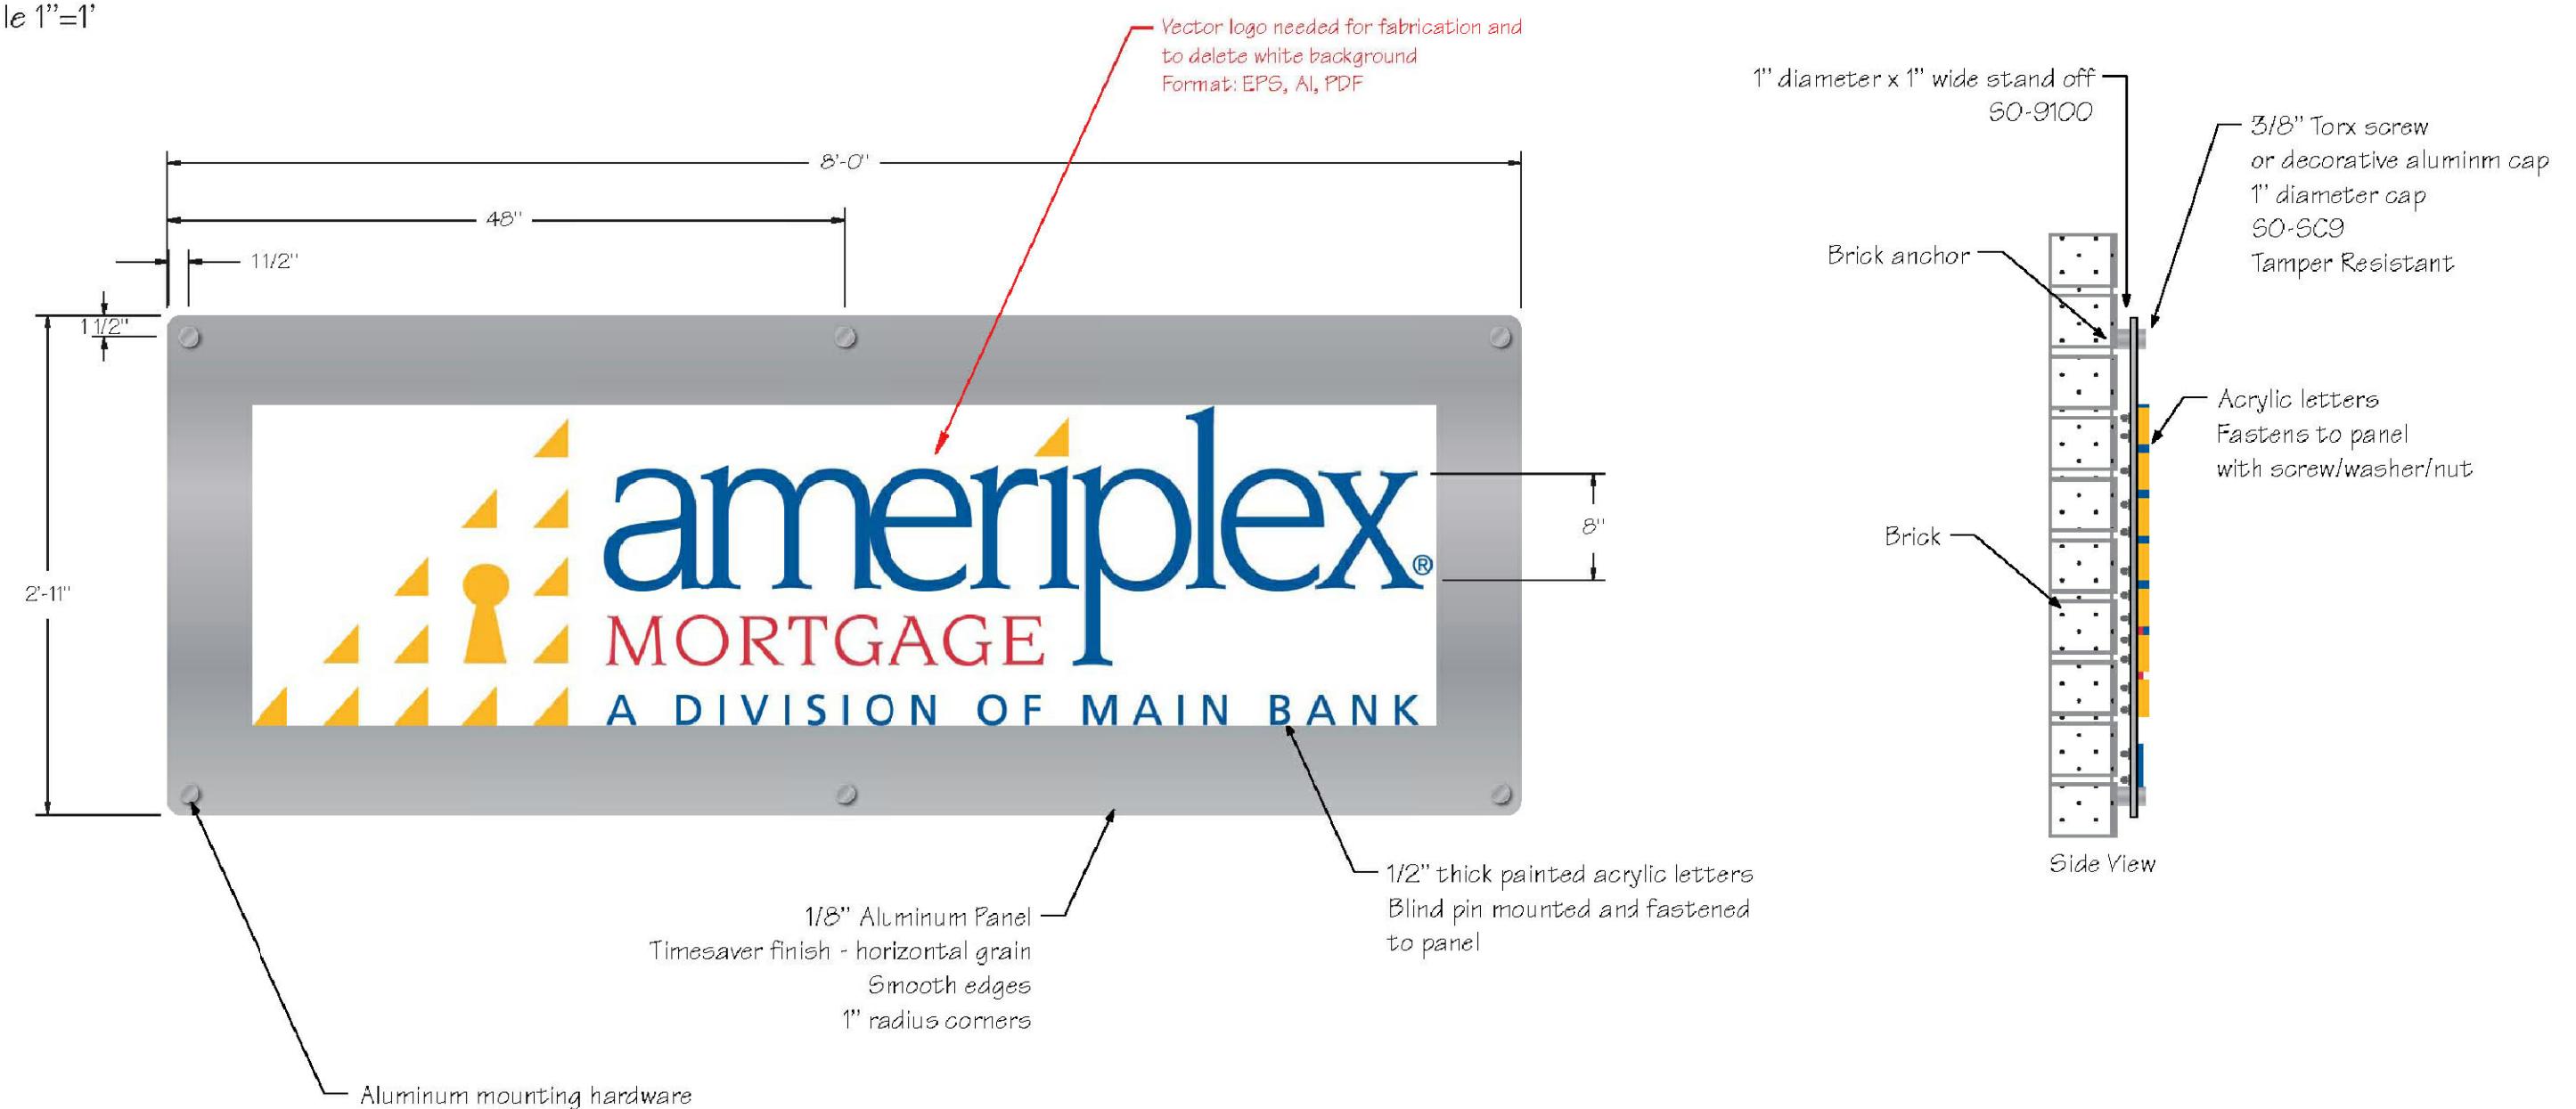 le 1”=1’
Vector logo needed for fabrication and
to delete white background
Format: EPS, AI, PDF
8'-0"
48"
11/2"
1 1/2"
2'-11"
8"
ameriplex®
MORTGAGE
A DIVISION OF MAIN BANK
1/2” thick painted acrylic letters
Blind pin mounted and fastened
to panel
1/8” Aluminum Panel
Timesaver finish - horizontal grain
Smooth edges
1” radius corners
Aluminum mounting hardware
1” diameter x 1” wide stand off
SO-9100
3/8” Torx screw
or decorative aluminm cap
1” diameter cap
SO-SC9
Tamper Resistant
Brick anchor
Acrylic letters
Fastens to panel
with screw/washer/nut
Brick
Side View